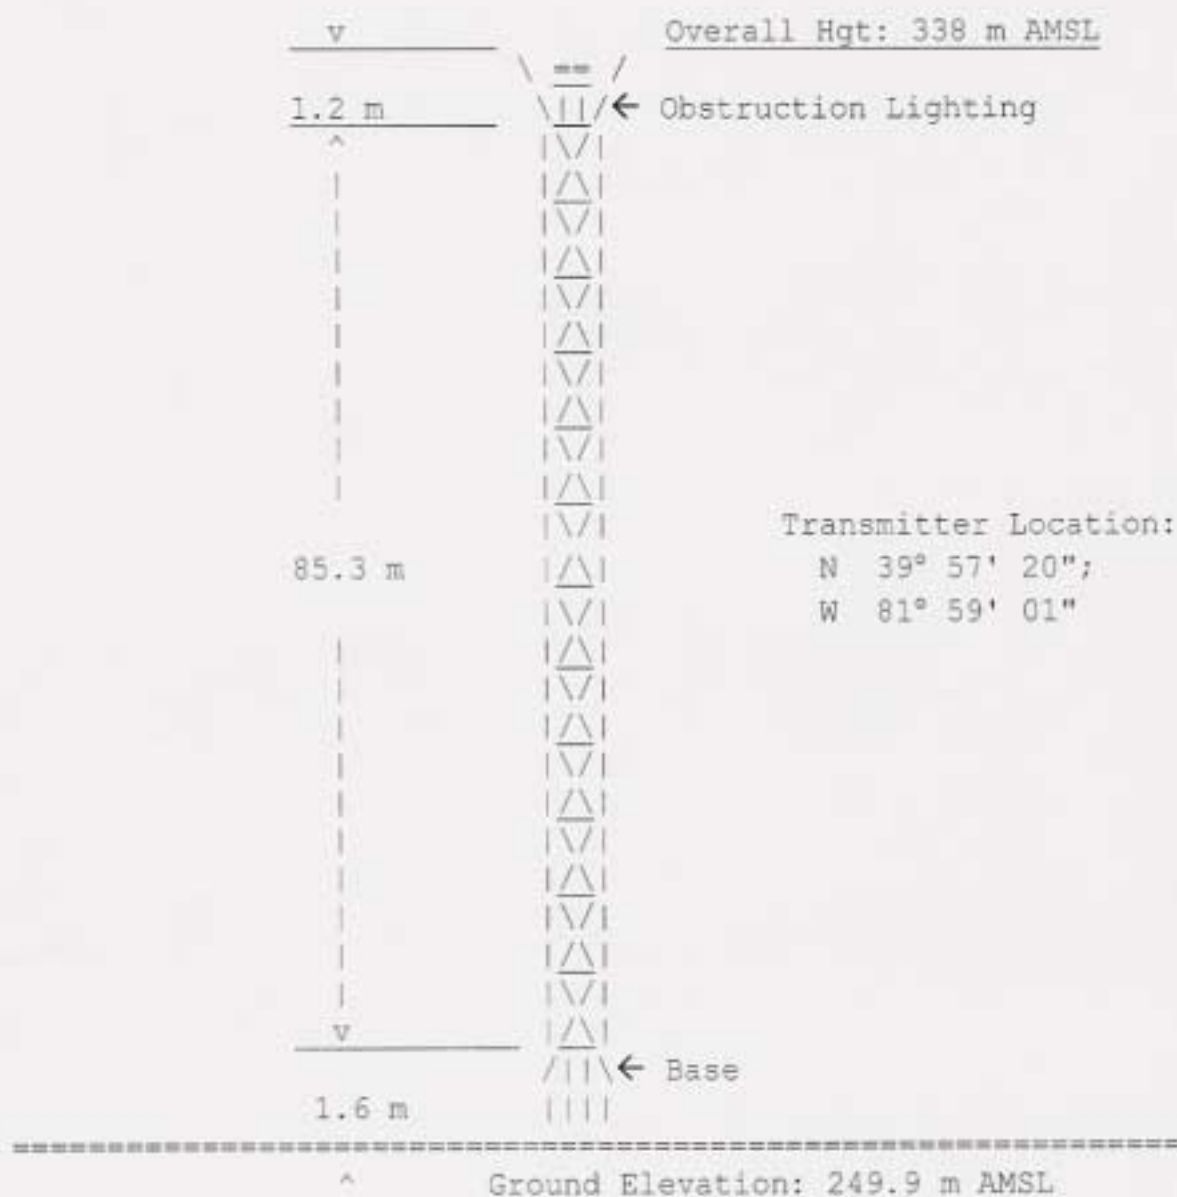 Overall Hgt: 338 m AMSL
1.2 m
← Obstruction Lighting
Transmitter Location:
85.3 m
N 39° 57' 20";
W 81° 59' 01"
← Base
1.6 m
Ground Elevation: 249.9 m AMSL